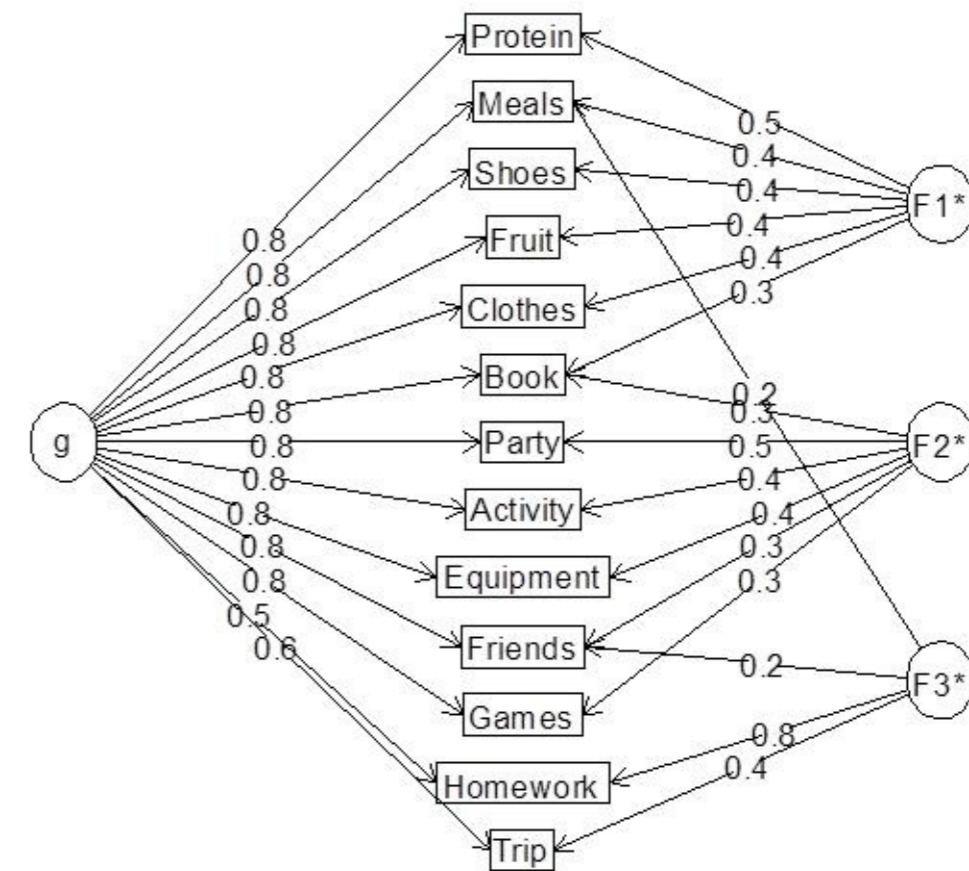 Protein
Meals
Shoes
Fruit
Clothes
Book
Party
Activity
Equipment
Friends
Games
Homework
Trip
g
0.8
0.8
0.8
0.8
0.8
0.8
0.8
0.8
0.8
0.8
0.8
0.5
0.6
F1*
0.5
0.4
0.4
0.4
0.4
0.3
F2*
0.3
0.5
0.4
0.4
0.3
0.3
F3*
0.2
0.2
0.8
0.4